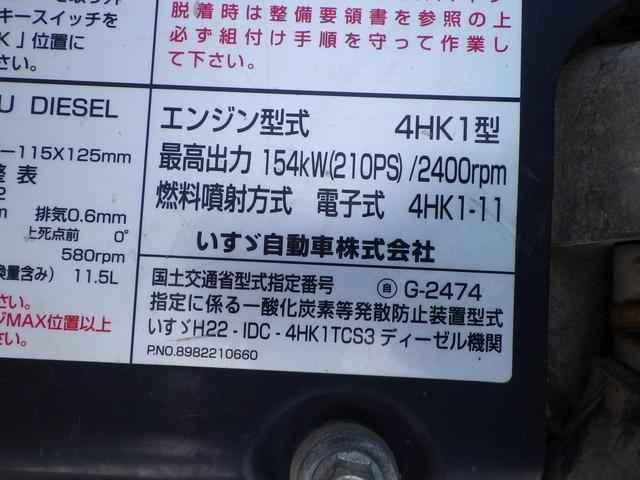 キースイッチを
K」位置に
さい。
脱着時は整備要領書を参照の上
必ず組付け手順を守って作業し
て下さい。
U DIESEL
115X125mm
整 表
排気0.6mm
上死点前 0°
580rpm
換量含み) 11.5L
さい。
ジMAX位置以上
さい。
エンジン型式 4HK1型
最高出力 154kW(210PS)/2400rpm
燃料噴射方式 電子式 4HK1-11
いすゞ自動車株式会社
国土交通省型式指定番号 自 G-2474
指定に係る一酸化炭素等発散防止装置型式
いすゞH22 - IDC - 4HK1TCS3 ディーゼル機関
P.NO.8982210660